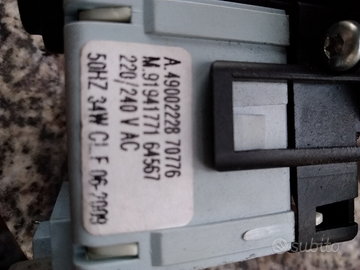 A. 49002228 70776
M. 91941771 64567
220/240 V AC
50HZ 34W CL.F 06-2009
subito